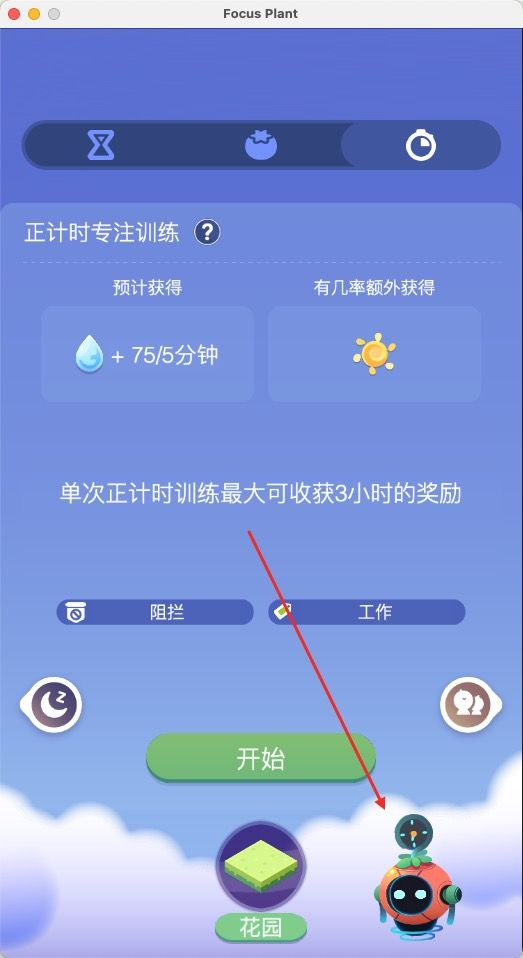 Focus Plant
正计时专注训练 ?
预计获得
有几率额外获得
+ 75/5分钟
单次正计时训练最大可收获3小时的奖励
阻拦
工作
开始
花园